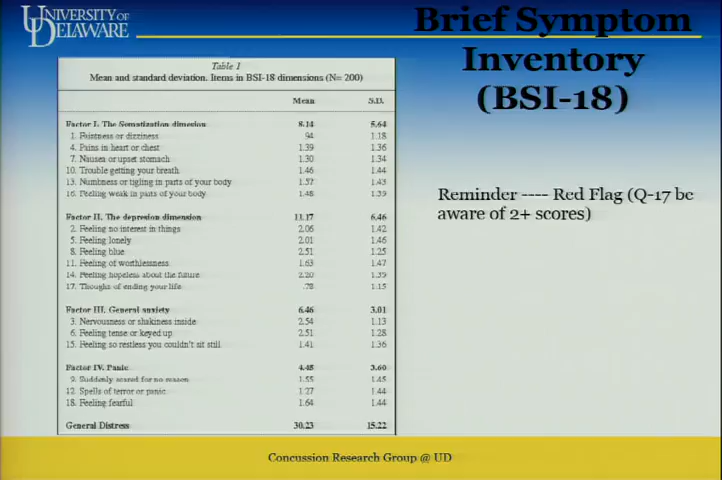 UNIVERSITY OF
DELAWARE
Brief Symptom
Inventory
(BSI-18)
Table 1
Mean and standard deviation. Items in BSI-18 dimensions (N= 200)
Mean S.D.
Factor I. The Somatization dimesion 8.14 5.64
1. Faintness or dizziness .94 1.18
4. Pains in heart or chest 1.39 1.36
7. Nausea or upset stomach 1.30 1.34
10. Trouble getting your breath 1.46 1.44
13. Numbness or tigling in parts of your body 1.57 1.43
16. Feeling weak in parts of your body 1.48 1.39
Factor II. The depresion dimension 11.17 6.46
2. Feeling no interest in things 2.06 1.42
5. Feeling lonely 2.01 1.46
8. Feeling blue 2.51 1.25
11. Feeling of worthlessness 1.63 1.47
14. Feeling hopeless about the future 2.20 1.39
17. Thoughs of ending your life .78 1.15
Factor III. General anxiety 6.46 3.01
3. Nervousness or shakiness inside 2.54 1.13
6. Feeling tense or keyed up 2.51 1.28
15. Feeling so restless you couldn't sit still 1.41 1.36
Factor IV. Panic 4.45 3.60
9. Suddenly scared for no reason 1.55 1.45
12. Spells of terror or panic 1.27 1.44
18. Feeling fearful 1.64 1.44
General Distress 30.23 15.22
Reminder ---- Red Flag (Q-17 be
aware of 2+ scores)
Concussion Research Group @ UD